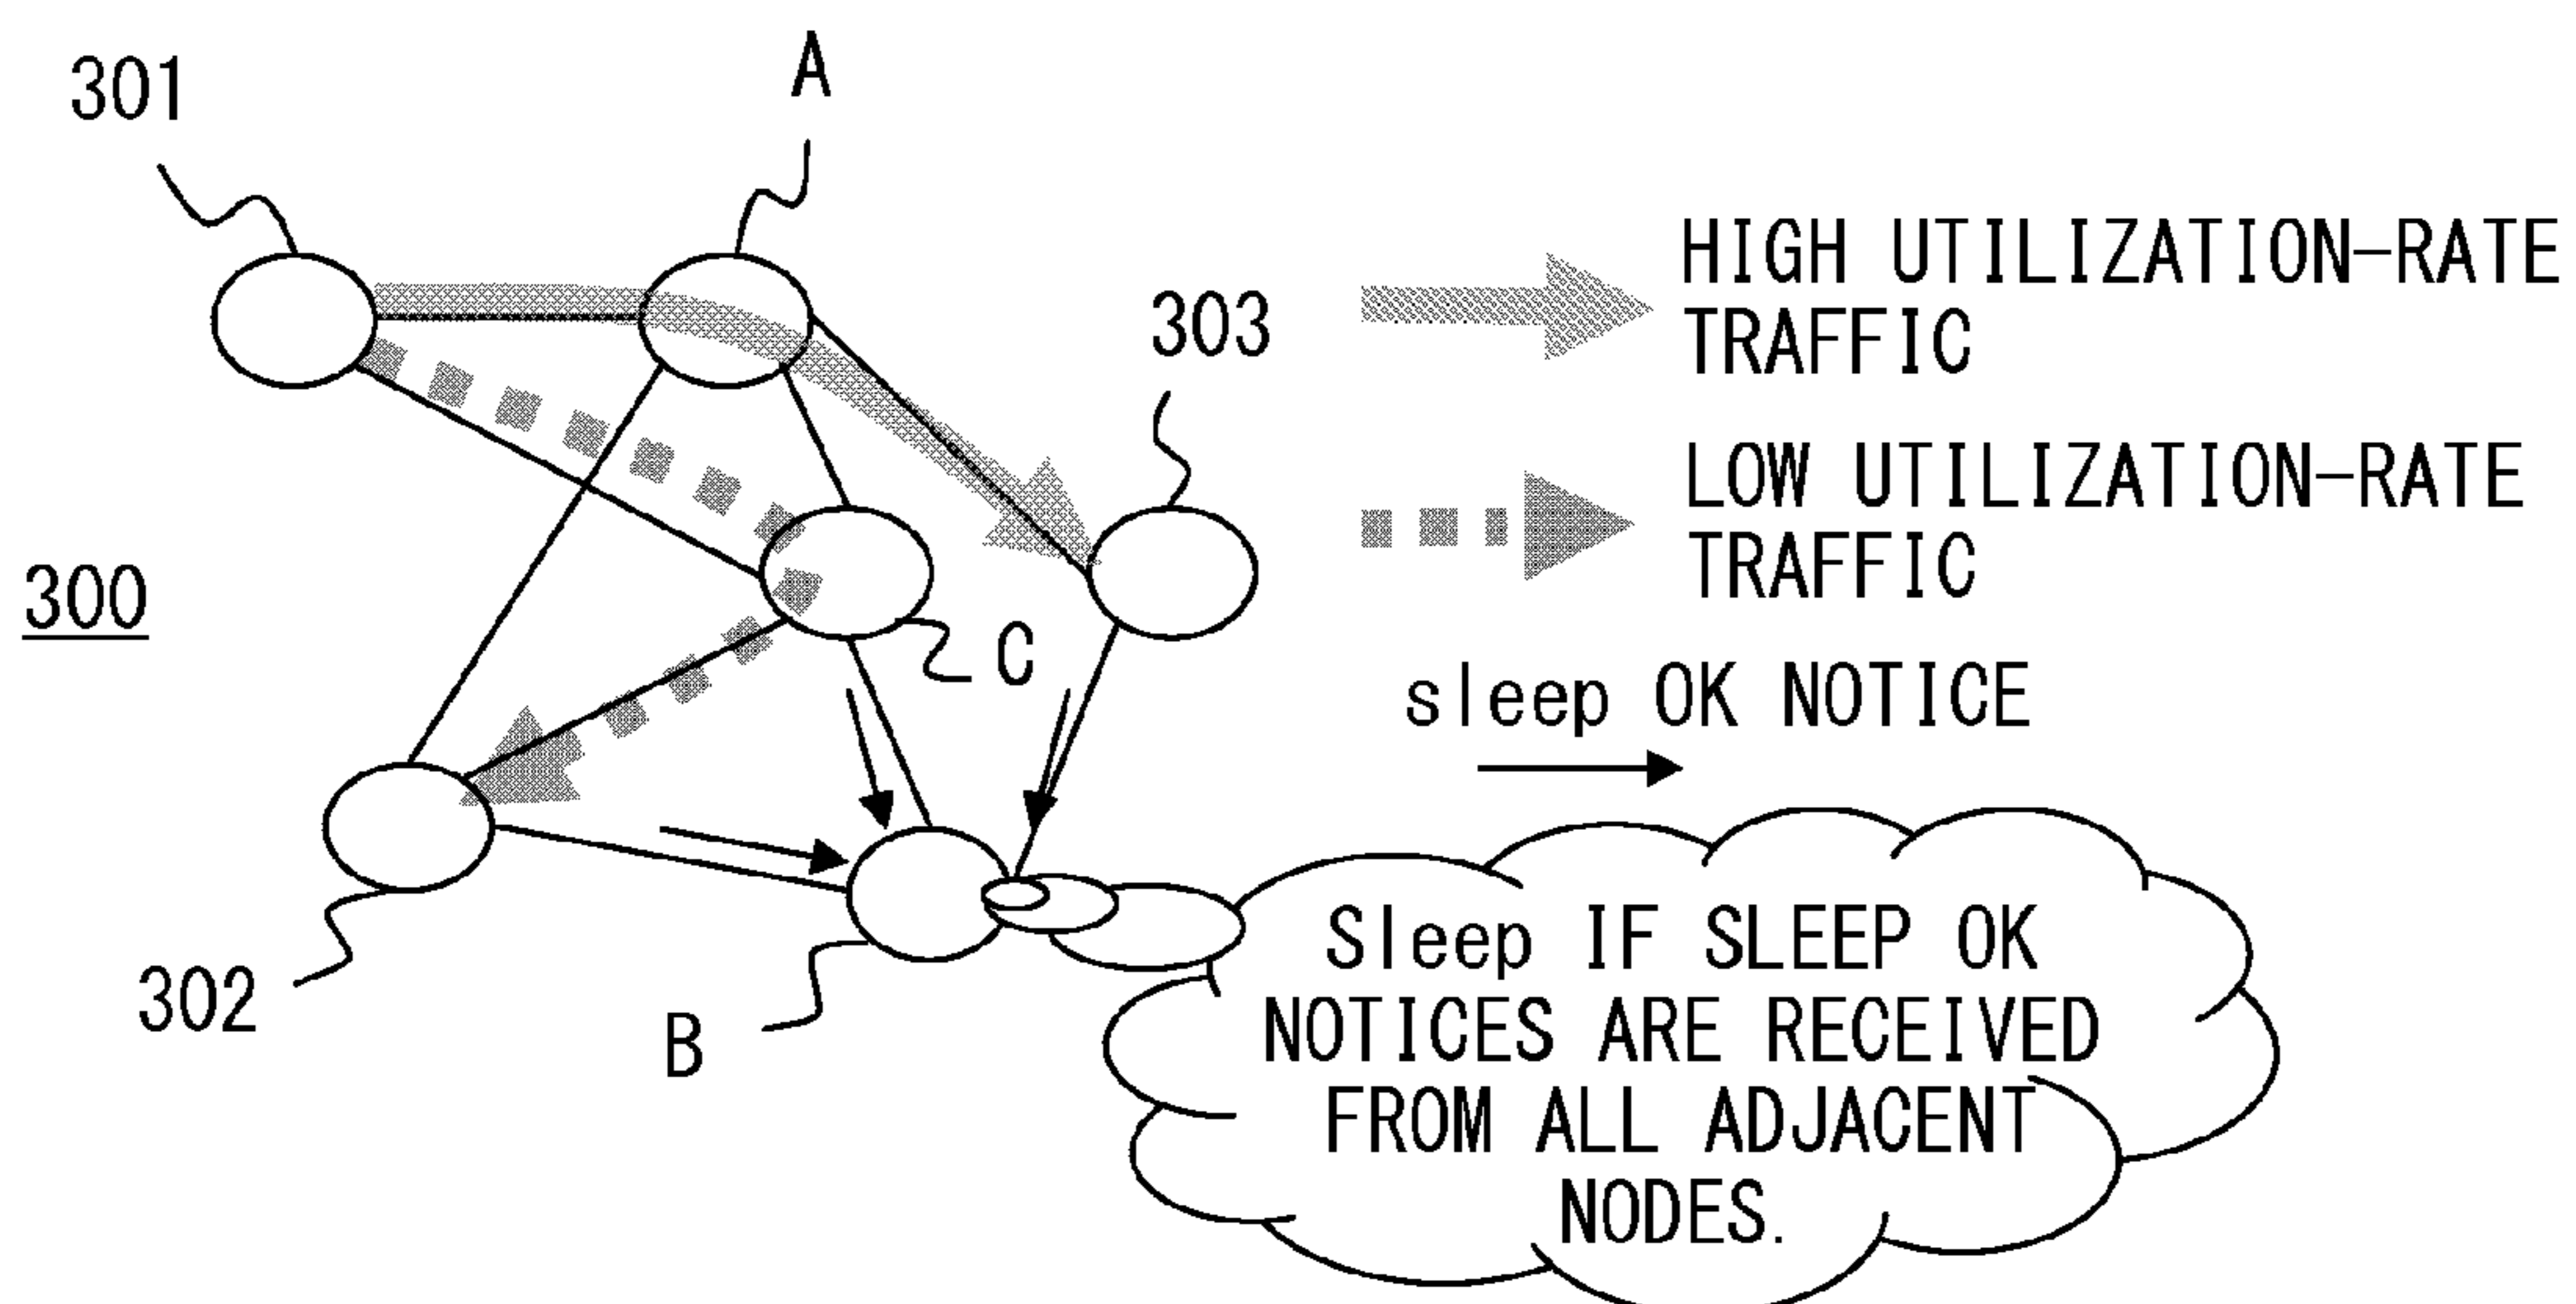 301
A
303
300
C
302
B
HIGH UTILIZATION-RATE
TRAFFIC
LOW UTILIZATION-RATE
TRAFFIC
sleep OK NOTICE
Sleep IF SLEEP OK
NOTICES ARE RECEIVED
FROM ALL ADJACENT
NODES.